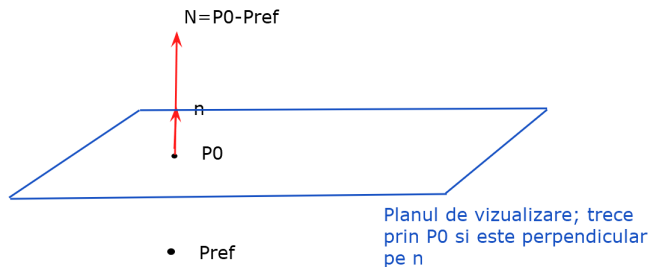 N=P0-Pref
n
P0
Planul de vizualizare; trece
prin P0 si este perpendicular
pe n
Pref